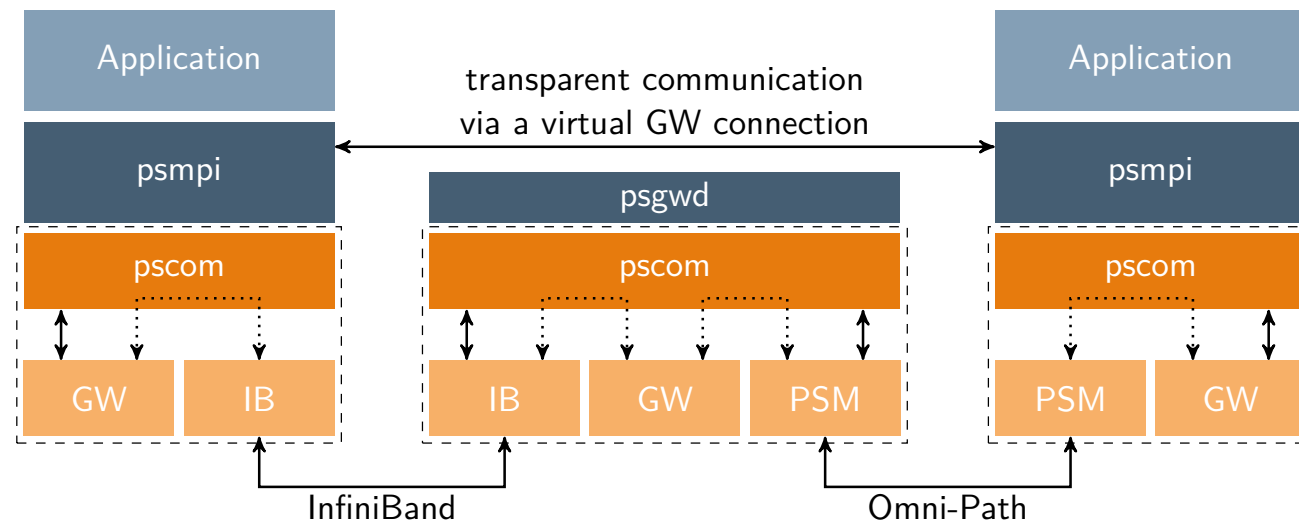 Application
Application
transparent communication
via a virtual GW connection
psmpi
psmpi
psgwd
pscom
pscom
pscom
GW
IB
IB
GW
PSM
PSM
GW
InfiniBand
Omni-Path